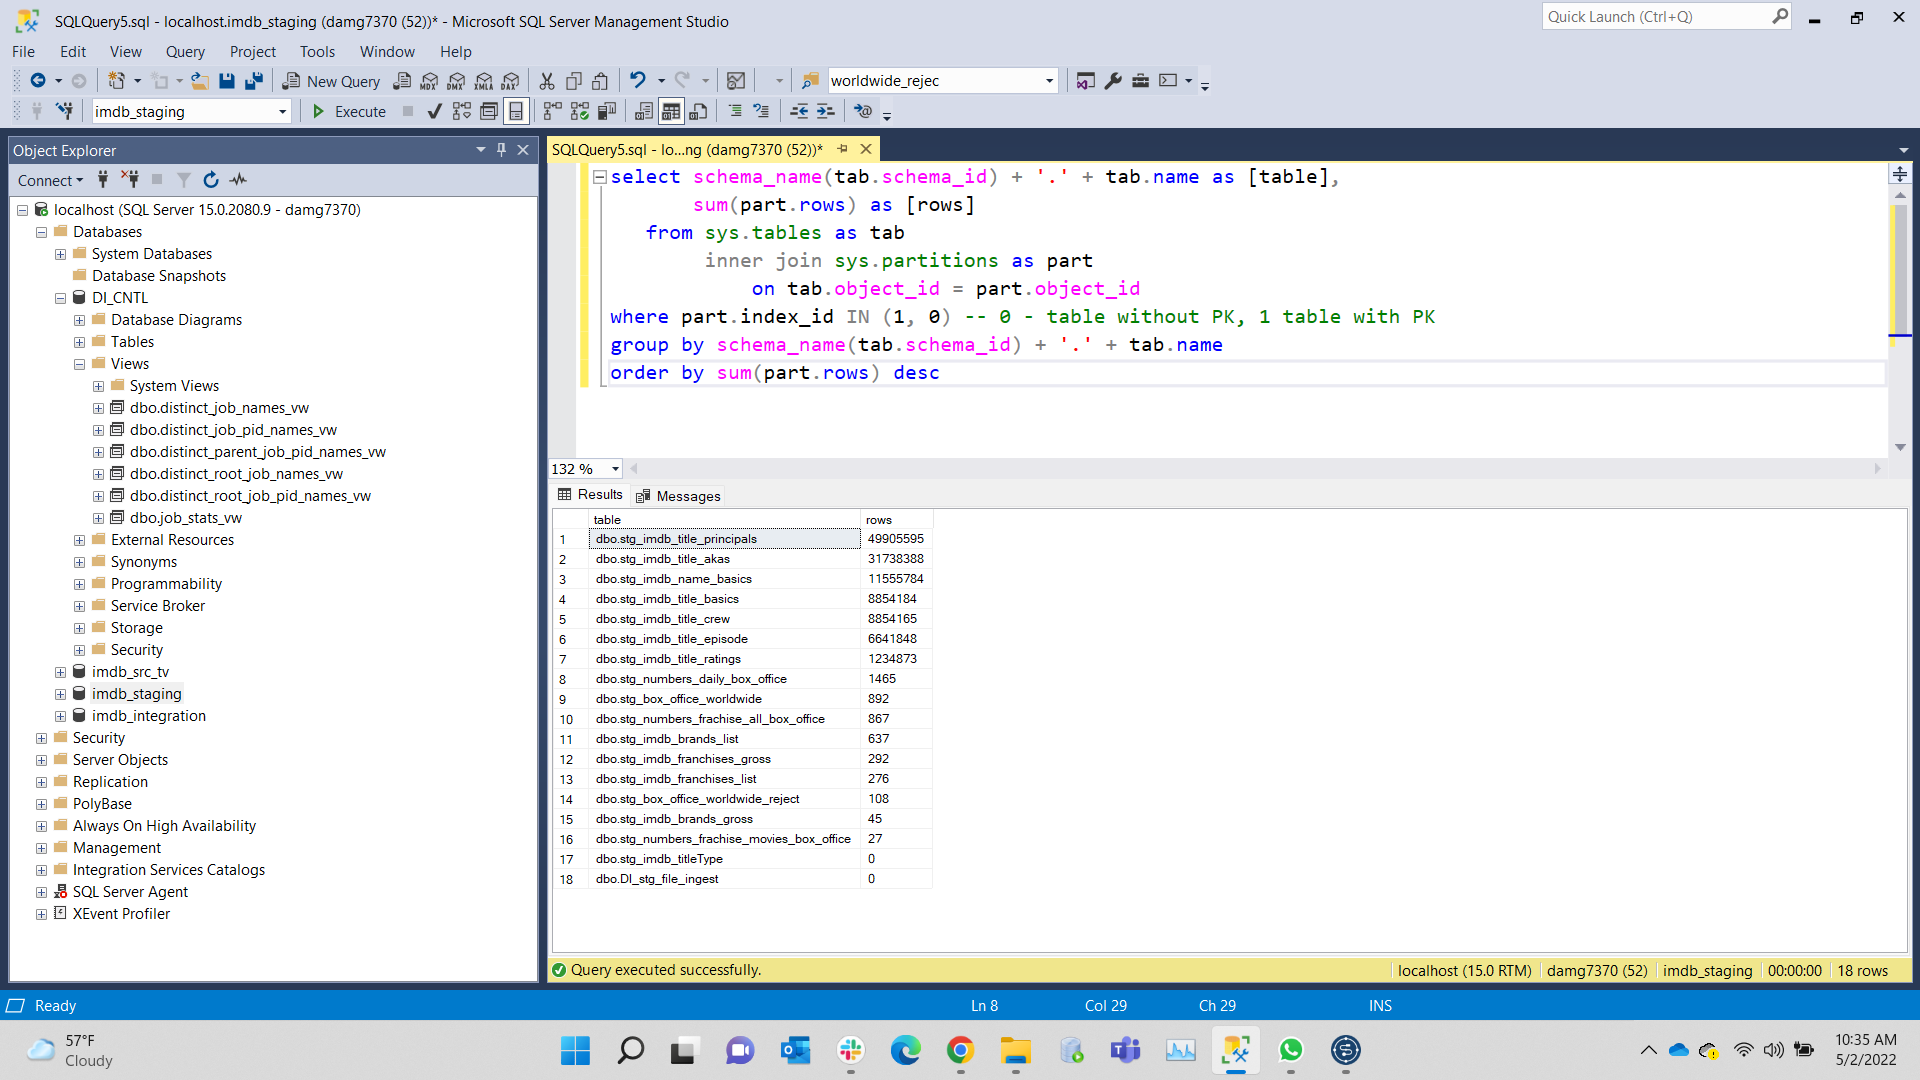 SQLQuery5.sql - localhost.imdb_staging (damg7370 (52))* - Microsoft SQL Server Management Studio
Quick Launch (Ctrl+Q)
File Edit View Query Project Tools Window Help
New Query MDX DMX XMLA DAX worldwide_rejec
imdb_staging Execute
Object Explorer
Connect
localhost (SQL Server 15.0.2080.9 - damg7370)
Databases
System Databases
Database Snapshots
DI_CNTL
Database Diagrams
Tables
Views
System Views
dbo.distinct_job_names_vw
dbo.distinct_job_pid_names_vw
dbo.distinct_parent_job_pid_names_vw
dbo.distinct_root_job_names_vw
dbo.distinct_root_job_pid_names_vw
dbo.job_stats_vw
External Resources
Synonyms
Programmability
Service Broker
Storage
Security
imdb_src_tv
imdb_staging
imdb_integration
Security
Server Objects
Replication
PolyBase
Always On High Availability
Management
Integration Services Catalogs
SQL Server Agent
XEvent Profiler
SQLQuery5.sql - lo...ng (damg7370 (52))*
select schema_name(tab.schema_id) + '.' + tab.name as [table],
sum(part.rows) as [rows]
from sys.tables as tab
inner join sys.partitions as part
on tab.object_id = part.object_id
where part.index_id IN (1, 0) -- 0 - table without PK, 1 table with PK
group by schema_name(tab.schema_id) + '.' + tab.name
order by sum(part.rows) desc
132 %
Results Messages
table rows
1 dbo.stg_imdb_title_principals 49905595
2 dbo.stg_imdb_title_akas 31738388
3 dbo.stg_imdb_name_basics 11555784
4 dbo.stg_imdb_title_basics 8854184
5 dbo.stg_imdb_title_crew 8854165
6 dbo.stg_imdb_title_episode 6641848
7 dbo.stg_imdb_title_ratings 1234873
8 dbo.stg_numbers_daily_box_office 1465
9 dbo.stg_box_office_worldwide 892
10 dbo.stg_numbers_frachise_all_box_office 867
11 dbo.stg_imdb_brands_list 637
12 dbo.stg_imdb_franchises_gross 292
13 dbo.stg_imdb_franchises_list 276
14 dbo.stg_box_office_worldwide_reject 108
15 dbo.stg_imdb_brands_gross 45
16 dbo.stg_numbers_frachise_movies_box_office 27
17 dbo.stg_imdb_titleType 0
18 dbo.DI_stg_file_ingest 0
Query executed successfully. localhost (15.0 RTM) damg7370 (52) imdb_staging 00:00:00 18 rows
Ready Ln 8 Col 29 Ch 29 INS
57°F
Cloudy
10:35 AM
5/2/2022